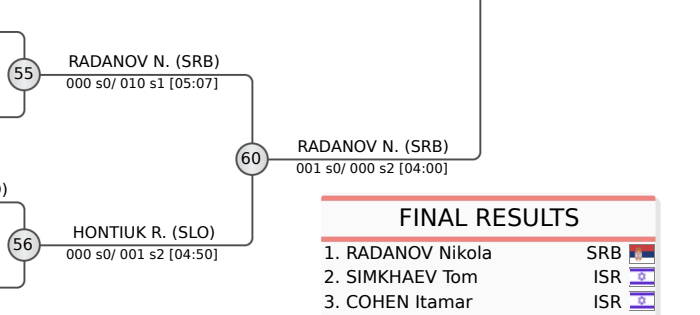 RADANOV N. (SRB)
55
000 s0/ 010 s1 [05:07]
RADANOV N. (SRB)
60
001 s0/ 000 s2 [04:00]
)
HONTIUK R. (SLO)
56
000 s0/ 001 s2 [04:50]
FINAL RESULTS
1. RADANOV Nikola SRB
2. SIMKHAEV Tom ISR
3. COHEN Itamar ISR